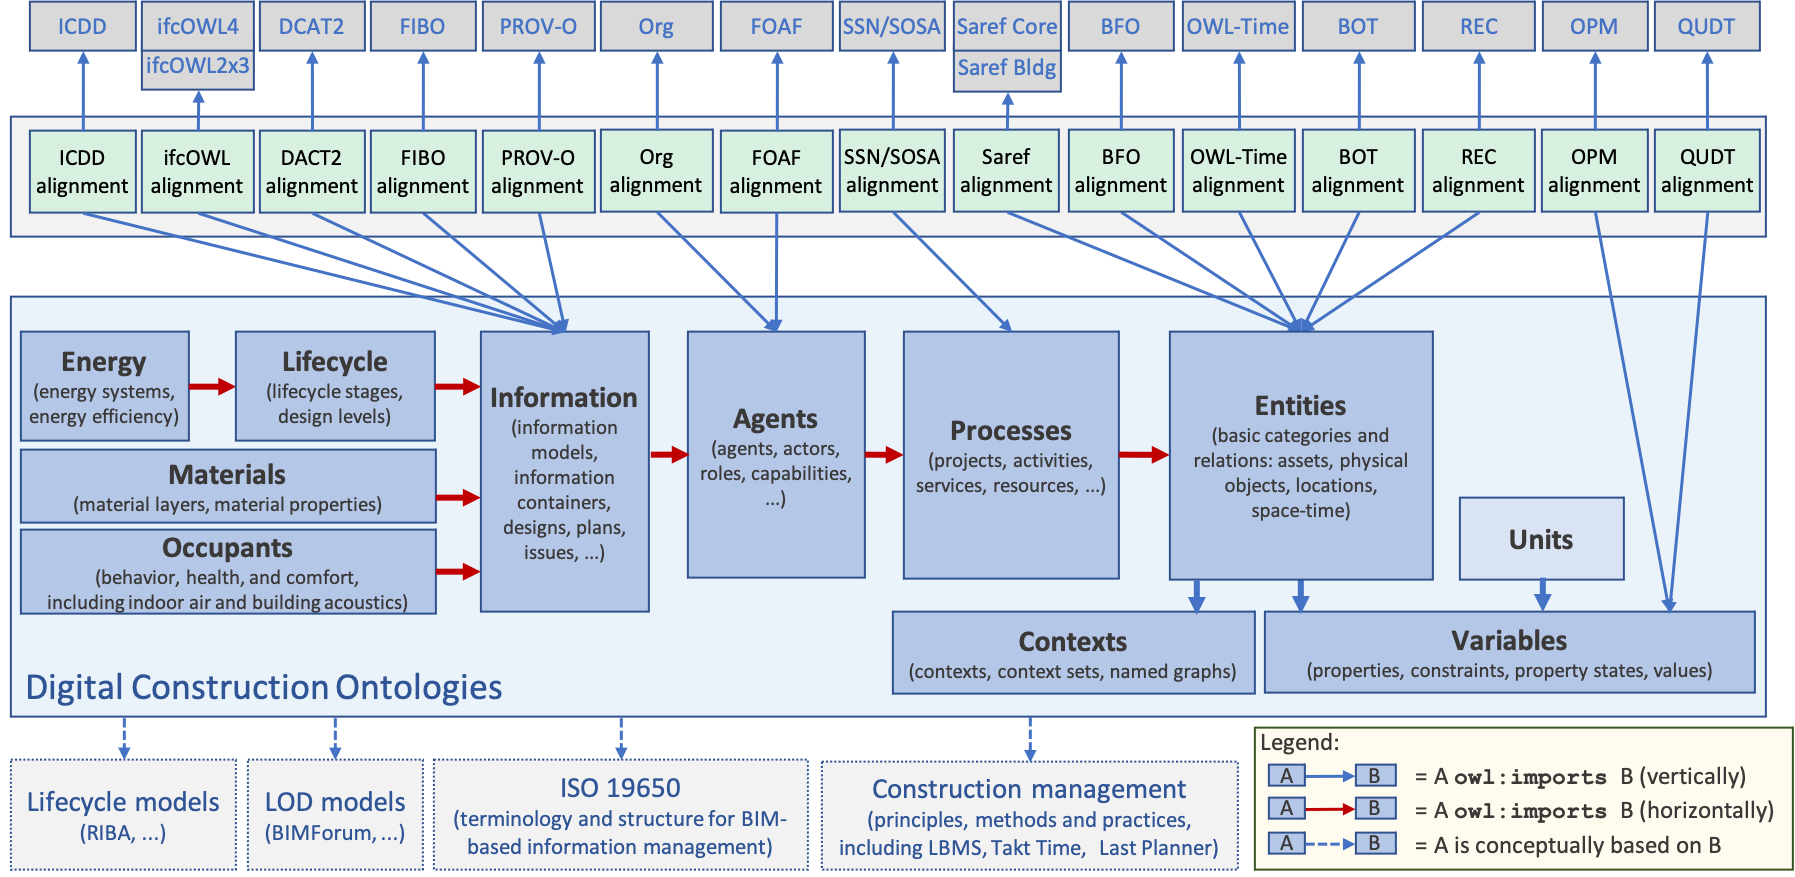 ICDD
ifcOWL4
ifcOWL2x3
DCAT2
FIBO
PROV-O
Org
FOAF
SSN/SOSA
Saref Core
Saref Bldg
BFO
OWL-Time
BOT
REC
OPM
QUDT
ICDD
alignment
ifcOWL
alignment
DACT2
alignment
FIBO
alignment
PROV-O
alignment
Org
alignment
FOAF
alignment
SSN/SOSA
alignment
Saref
alignment
BFO
alignment
OWL-Time
alignment
BOT
alignment
REC
alignment
OPM
alignment
QUDT
alignment
Energy
(energy systems,
energy efficiency)
Lifecycle
(lifecycle stages,
design levels)
Materials
(material layers, material properties)
Occupants
(behavior, health, and comfort,
including indoor air and building acoustics)
Information
(information
models,
information
containers,
designs, plans,
issues, ...)
Agents
(agents, actors,
roles, capabilities,
...)
Processes
(projects, activities,
services, resources, ...)
Entities
(basic categories and
relations: assets, physical
objects, locations,
space-time)
Units
Contexts
(contexts, context sets, named graphs)
Variables
(properties, constraints, property states, values)
Digital Construction Ontologies
Lifecycle models
(RIBA, ...)
LOD models
(BIMForum, ...)
ISO 19650
(terminology and structure for BIM-
based information management)
Construction management
(principles, methods and practices,
including LBMS, Takt Time, Last Planner)
Legend:
A B = A owl:imports B (vertically)
A B = A owl:imports B (horizontally)
A B = A is conceptually based on B